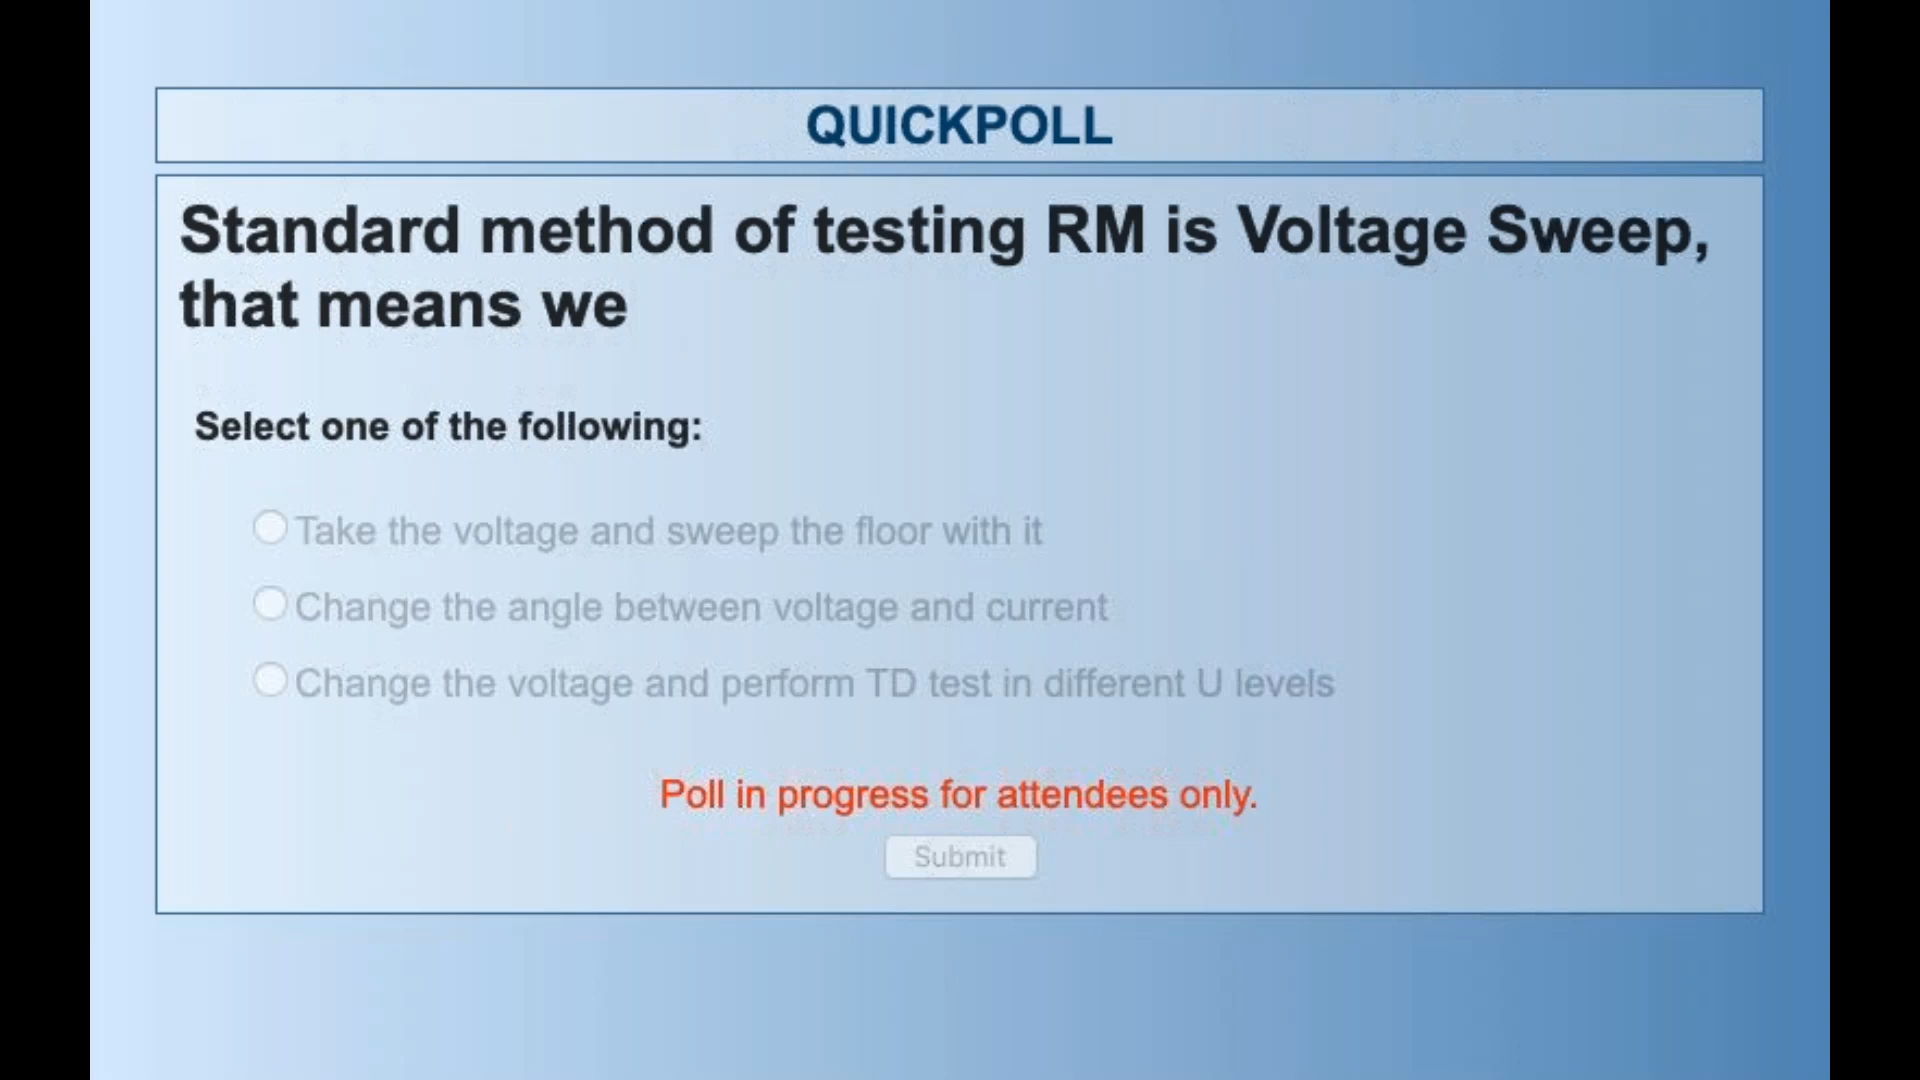 QUICKPOLL
Standard method of testing RM is Voltage Sweep,
that means we
Select one of the following:
Take the voltage and sweep the floor with it
Change the angle between voltage and current
Change the voltage and perform TD test in different U levels
Poll in progress for attendees only.
Submit